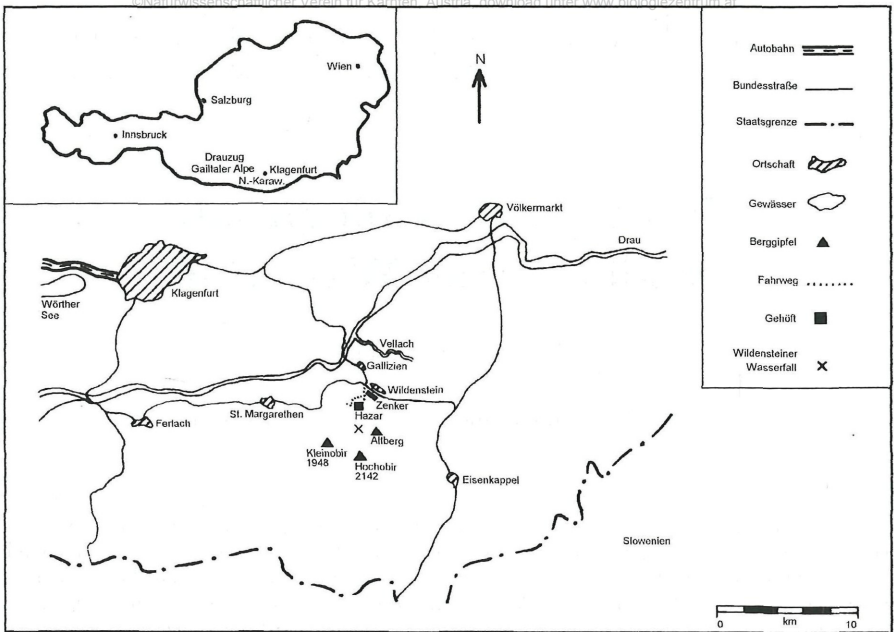 ©Naturwissenschaftlicher Verein für Kärnten, Austria, download unter www.biologiezentrum.at
Wien
Salzburg
Innsbruck
Drauzug
Gailtaler Alpe
Klagenfurt
N.-Karaw.
N
Autobahn
Bundesstraße
Staatsgrenze
Ortschaft
Gewässer
Berggipfel
Fahrweg
Gehöft
Wildensteiner
Wasserfall
Völkermarkt
Drau
Klagenfurt
Wörther
See
Vellach
Gallizien
Wildenstein
Zenker
St. Margarethen
Ferlach
Hazar
Altberg
Kleinobir
1948
Hochobir
2142
Eisenkappel
Slowenien
0 km 10